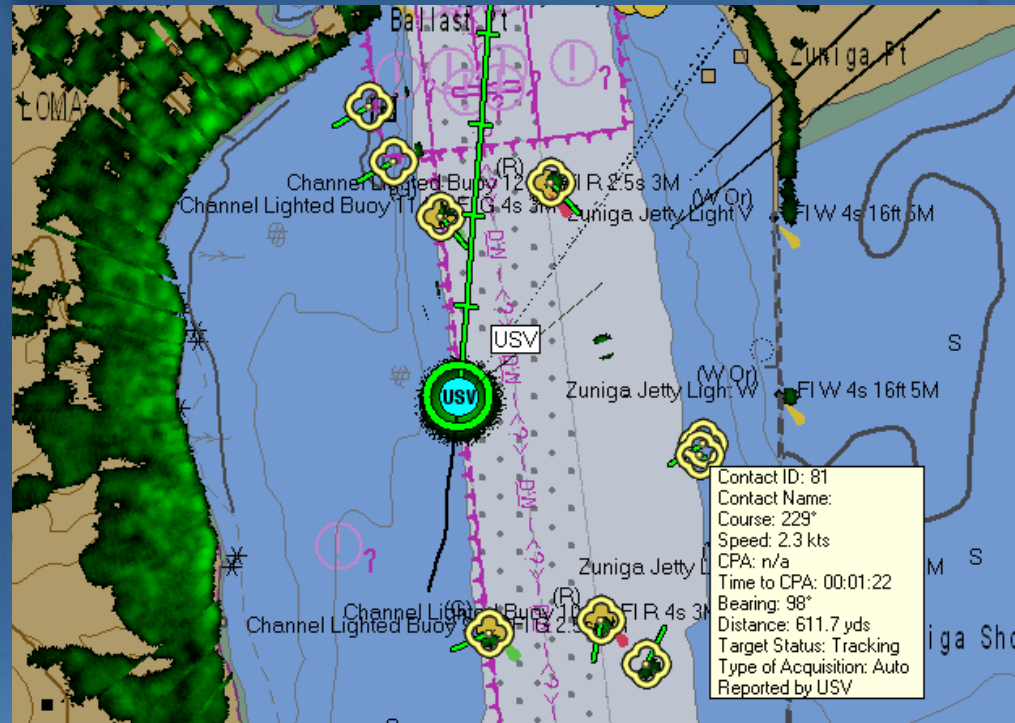 Ballast Pt
LOMA
Zuniga Pt
(R)
Channel Lighted Buoy 12
Fl R 2.5s 3M
Channel Lighted Buoy 11
Fl G 4s 3M
(W Or)
Zuniga Jetty Light V
Fl W 4s 16ft 5M
USV
USV
S
(W Or)
Zuniga Jetty Light W
Fl W 4s 16ft 5M
Contact ID: 81
Contact Name:
Course: 229°
Speed: 2.3 kts
CPA: n/a
Time to CPA: 00:01:22
Bearing: 98°
Distance: 611.7 yds
Target Status: Tracking
Type of Acquisition: Auto
Reported by USV
S
Zuniga Jetty
M
(R)
Channel Lighted Buoy 10
Fl R 4s 3M
Channel Lighted Buoy
2.5